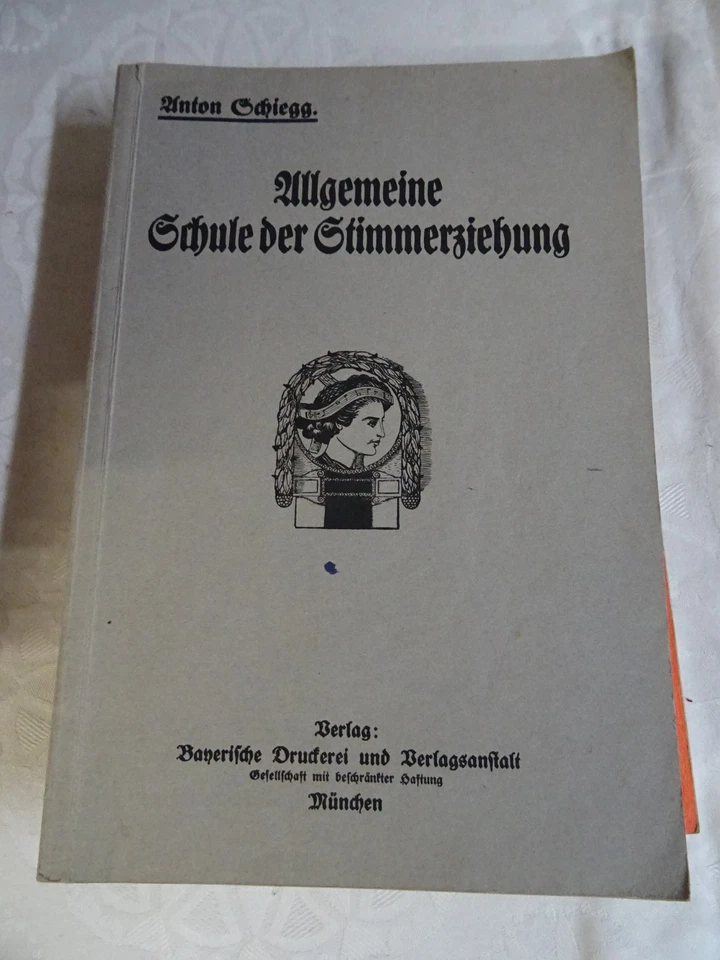 Anton Schiegg.
Allgemeine
Schule der Stimmerziehung
Verlag:
Bayerische Druckerei und Verlagsanstalt
Gesellschaft mit beschränkter Haftung
München